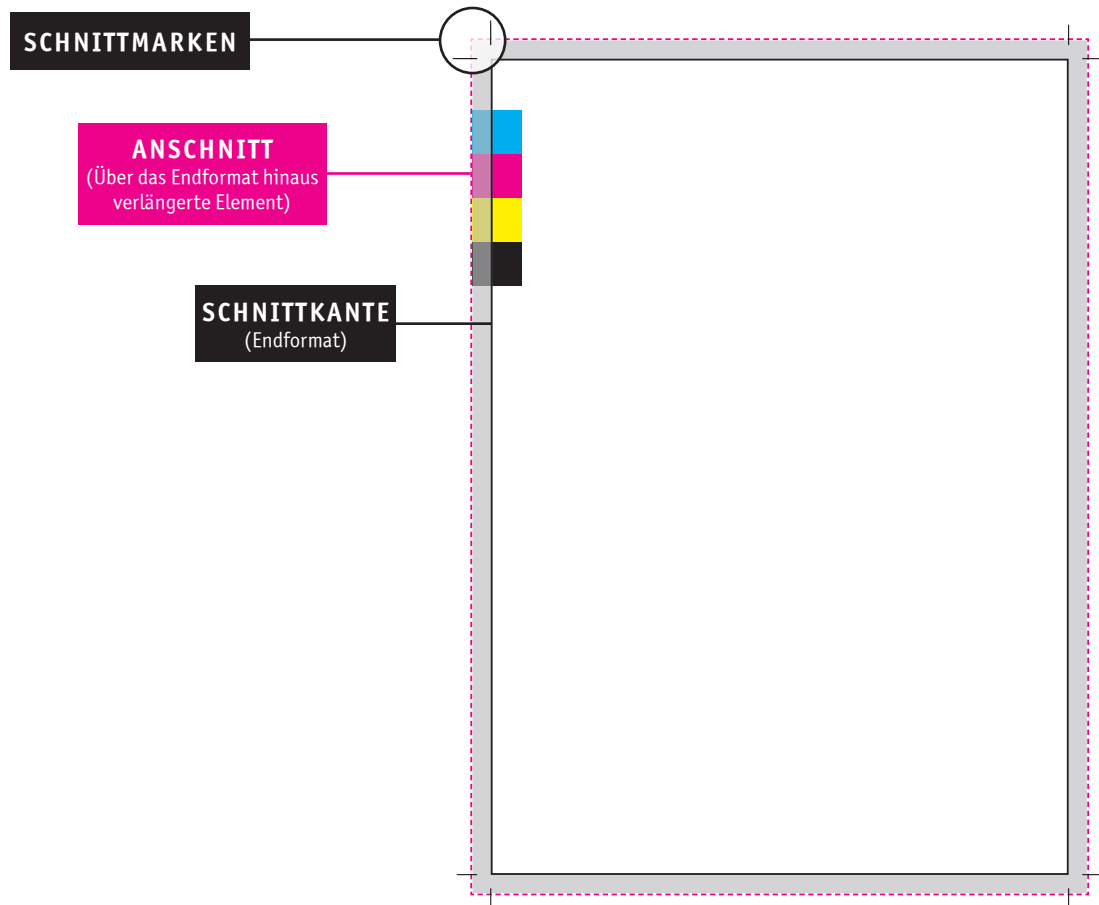 SCHNITTMARKEN
ANSCHNITT
(Über das Endformat hinaus
verlängerte Element)
SCHNITTKANTE
(Endformat)